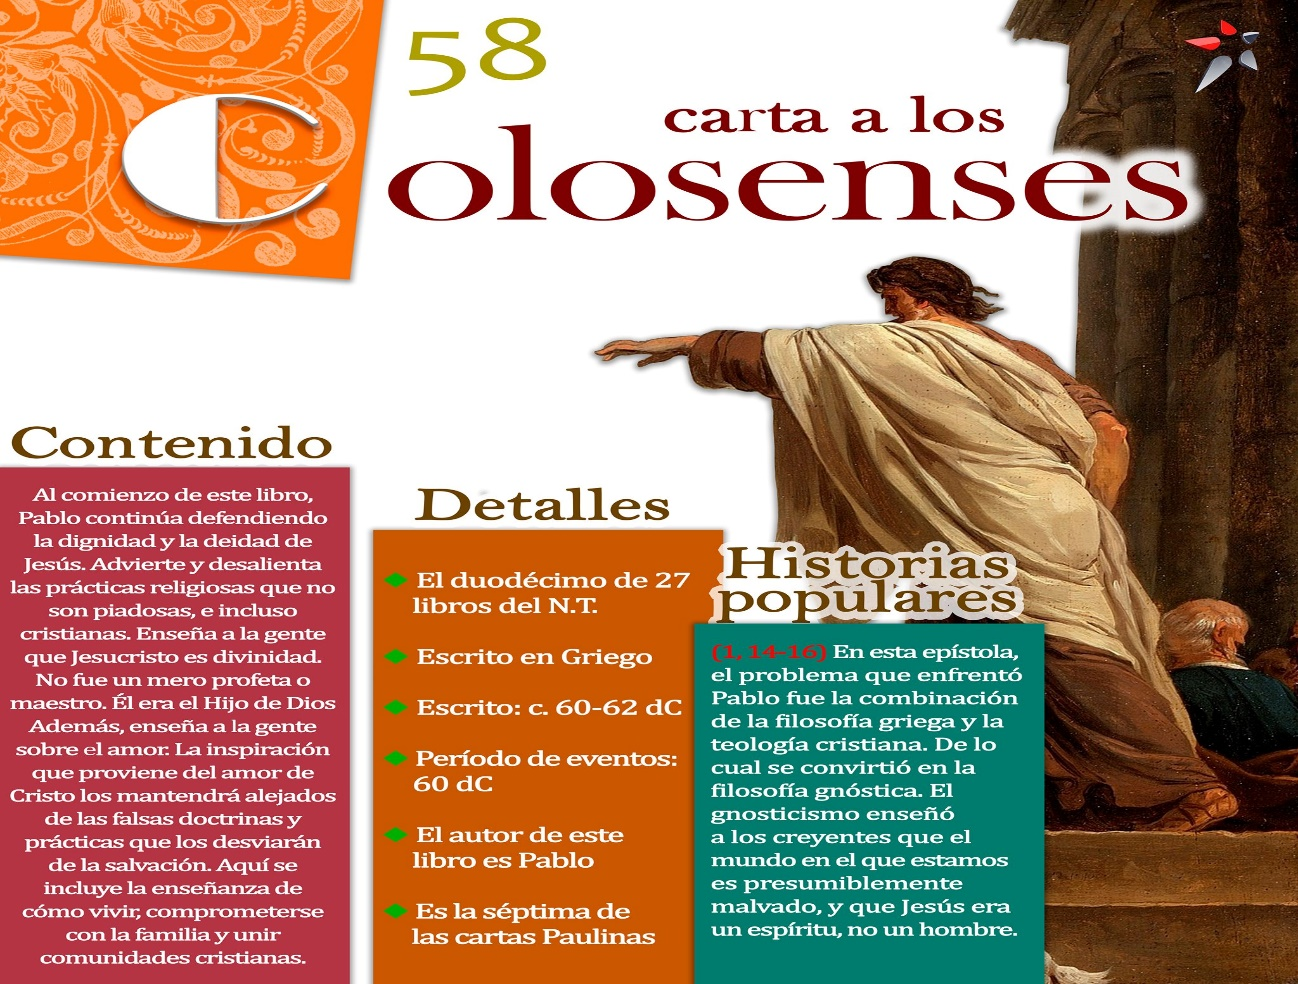 58
carta a los
Colosenses
Contenido
Al comienzo de este libro,
Pablo continúa defendiendo
la dignidad y la deidad de
Jesús. Advierte y desalienta
las prácticas religiosas que no
son piadosas, e incluso
cristianas. Enseña a la gente
que Jesucristo es divinidad.
No fue un mero profeta o
maestro. Él era el Hijo de Dios
Además, enseña a la gente
sobre el amor. La inspiración
que proviene del amor de
Cristo los mantendrá alejados
de las falsas doctrinas y
prácticas que los desviarán
de la salvación. Aquí se
incluye la enseñanza de
cómo vivir, comprometerse
con la familia y unir
comunidades cristianas.
Detalles
El duodécimo de 27
libros del N.T.
Escrito en Griego
Escrito: c. 60-62 dC
Período de eventos:
60 dC
El autor de este
libro es Pablo
Es la séptima de
las cartas Paulinas
Historias
populares
(1, 14-16) En esta epístola,
el problema que enfrentó
Pablo fue la combinación
de la filosofía griega y la
teología cristiana. De lo
cual se convirtió en la
filosofía gnóstica. El
gnosticismo enseñó
a los creyentes que el
mundo en el que estamos
es presumiblemente
malvado, y que Jesús era
un espíritu, no un hombre.